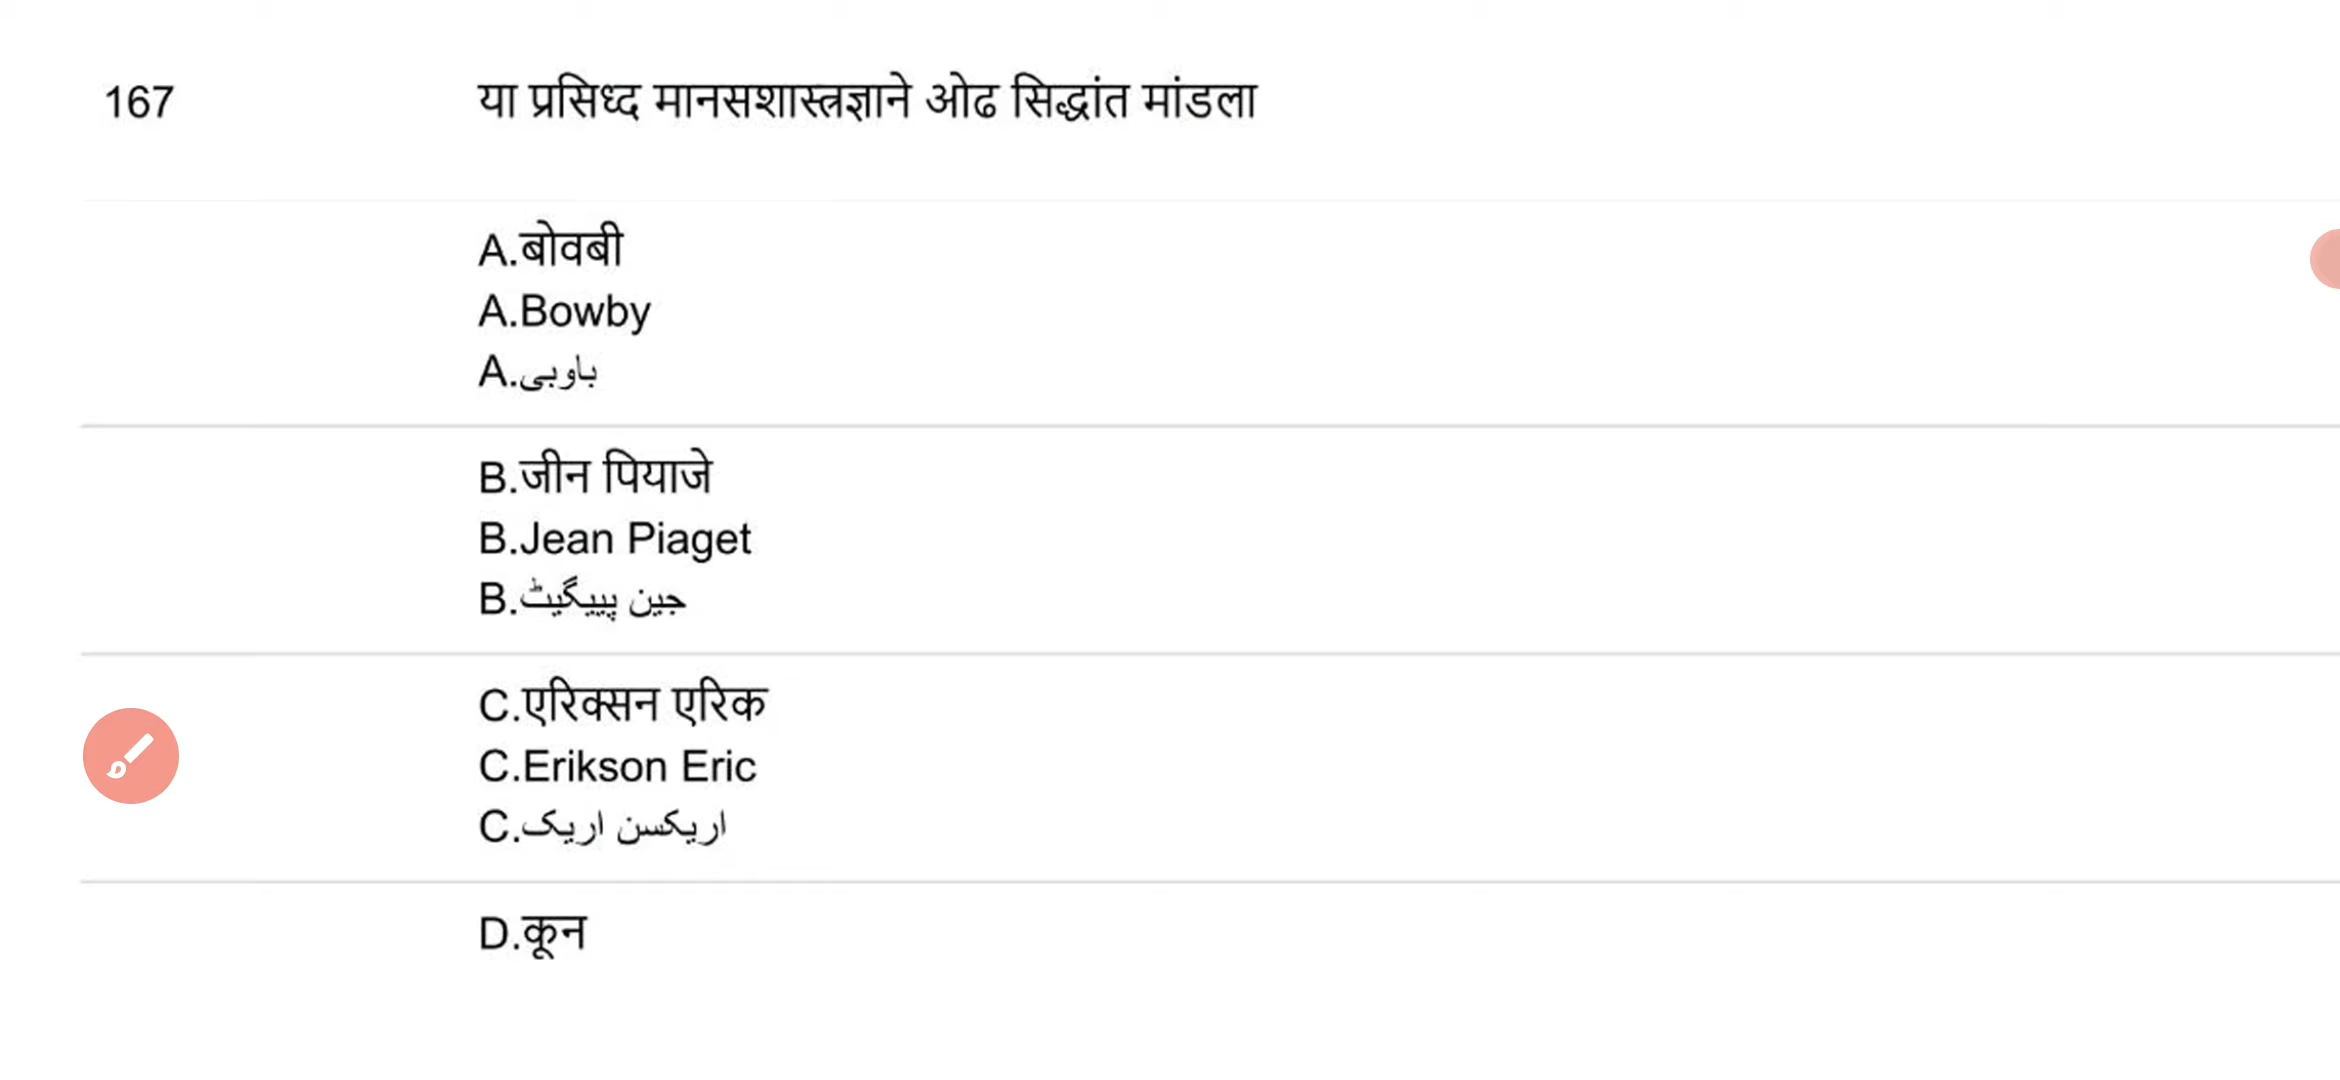 167 या प्रसिध्द मानसशास्त्रज्ञाने ओढ सिद्धांत मांडला
A.बोवबी
A.Bowby
A.باوبی
B.जीन पियाजे
B.Jean Piaget
B.جین پیپیگیٹ
C.एरिक्सन एरिक
C.Erikson Eric
C.اریکسن اریک
D.कून